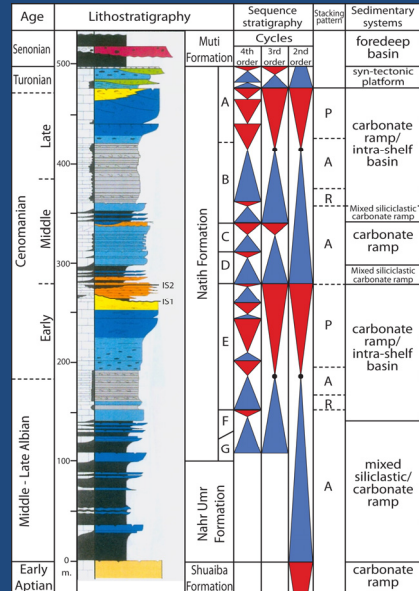 Age
Lithostratigraphy
Sequence
stratigraphy
Stacking
pattern
Sedimentary
systems
Cycles
4th
order
3rd
order
2nd
order
Senonian
500
Muti
Formation
foredeep
basin
Turonian
syn-tectonic
platform
Cenomanian
Late
Middle
Early
400
300
200
100
0
m.
IS2
IS1
Natih Formation
A
B
C
D
E
F
G
P
A
R
A
P
A
R
A
carbonate
ramp/
intra-shelf
basin
Mixed siliciclastic
carbonate ramp
carbonate
ramp
Mixed siliciclastic
carbonate ramp
carbonate
ramp/
intra-shelf
basin
Middle - Late Albian
Nahr Umr
Formation
mixed
siliclastic/
carbonate
ramp
Early
Aptian
Shuaiba
Formation
carbonate
ramp